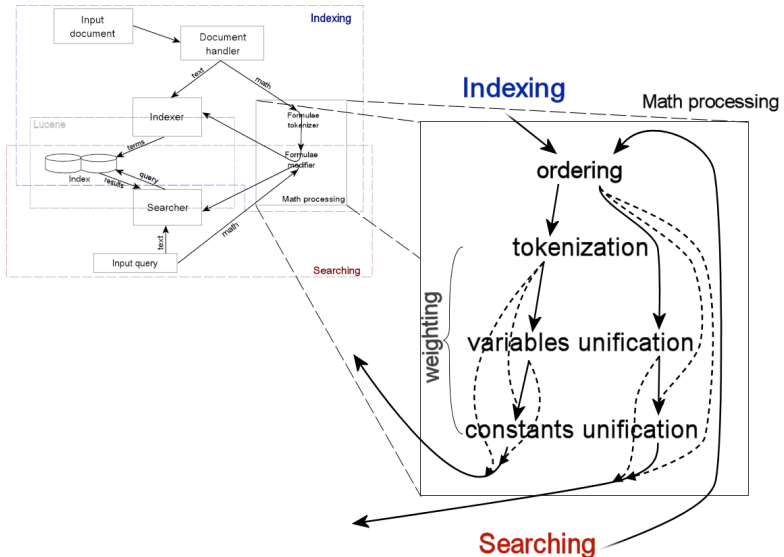 Input
document
Indexing
Document
handler
text
math
Indexer
Formulae
tokenizer
Lucene
terms
Formulae
modifier
Index
query
results
Searcher
Math processing
text
math
Input query
Searching
Indexing
Math processing
ordering
tokenization
weighting
variables unification
constants unification
Searching